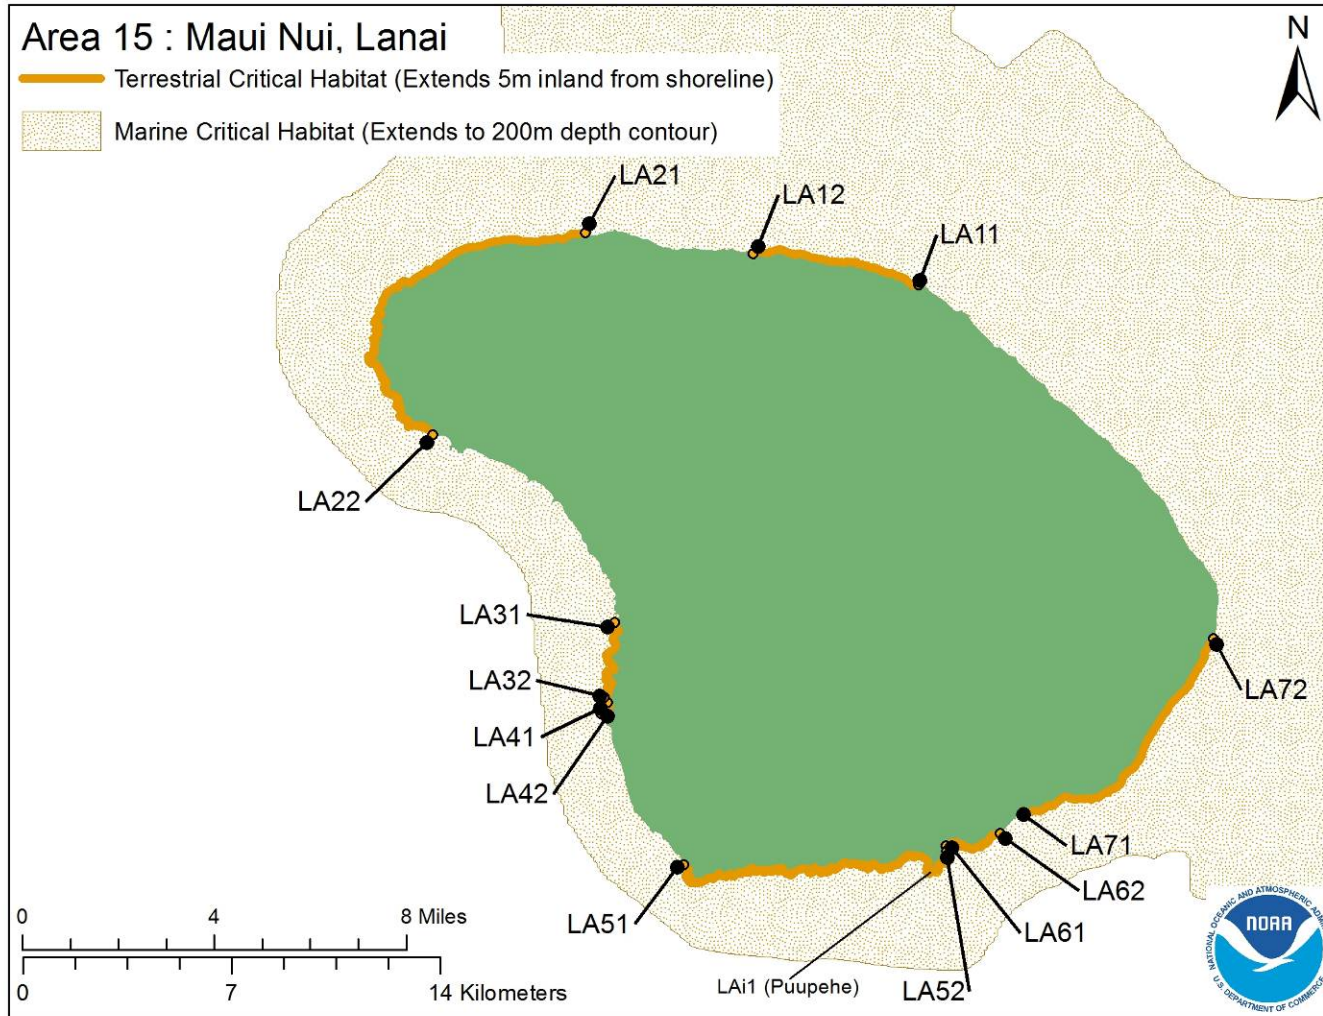 Area 15 : Maui Nui, Lanai
Terrestrial Critical Habitat (Extends 5m inland from shoreline)
Marine Critical Habitat (Extends to 200m depth contour)
N
LA21
LA12
LA11
LA22
LA31
LA32
LA41
LA42
LA72
LA71
LA62
LA61
LA51
LA52
LAi1 (Puupehe)
0 4 8 Miles
0 7 14 Kilometers
NATIONAL OCEANIC AND ATMOSPHERIC ADMI
NOAA
U.S. DEPARTMENT OF COMMERCE